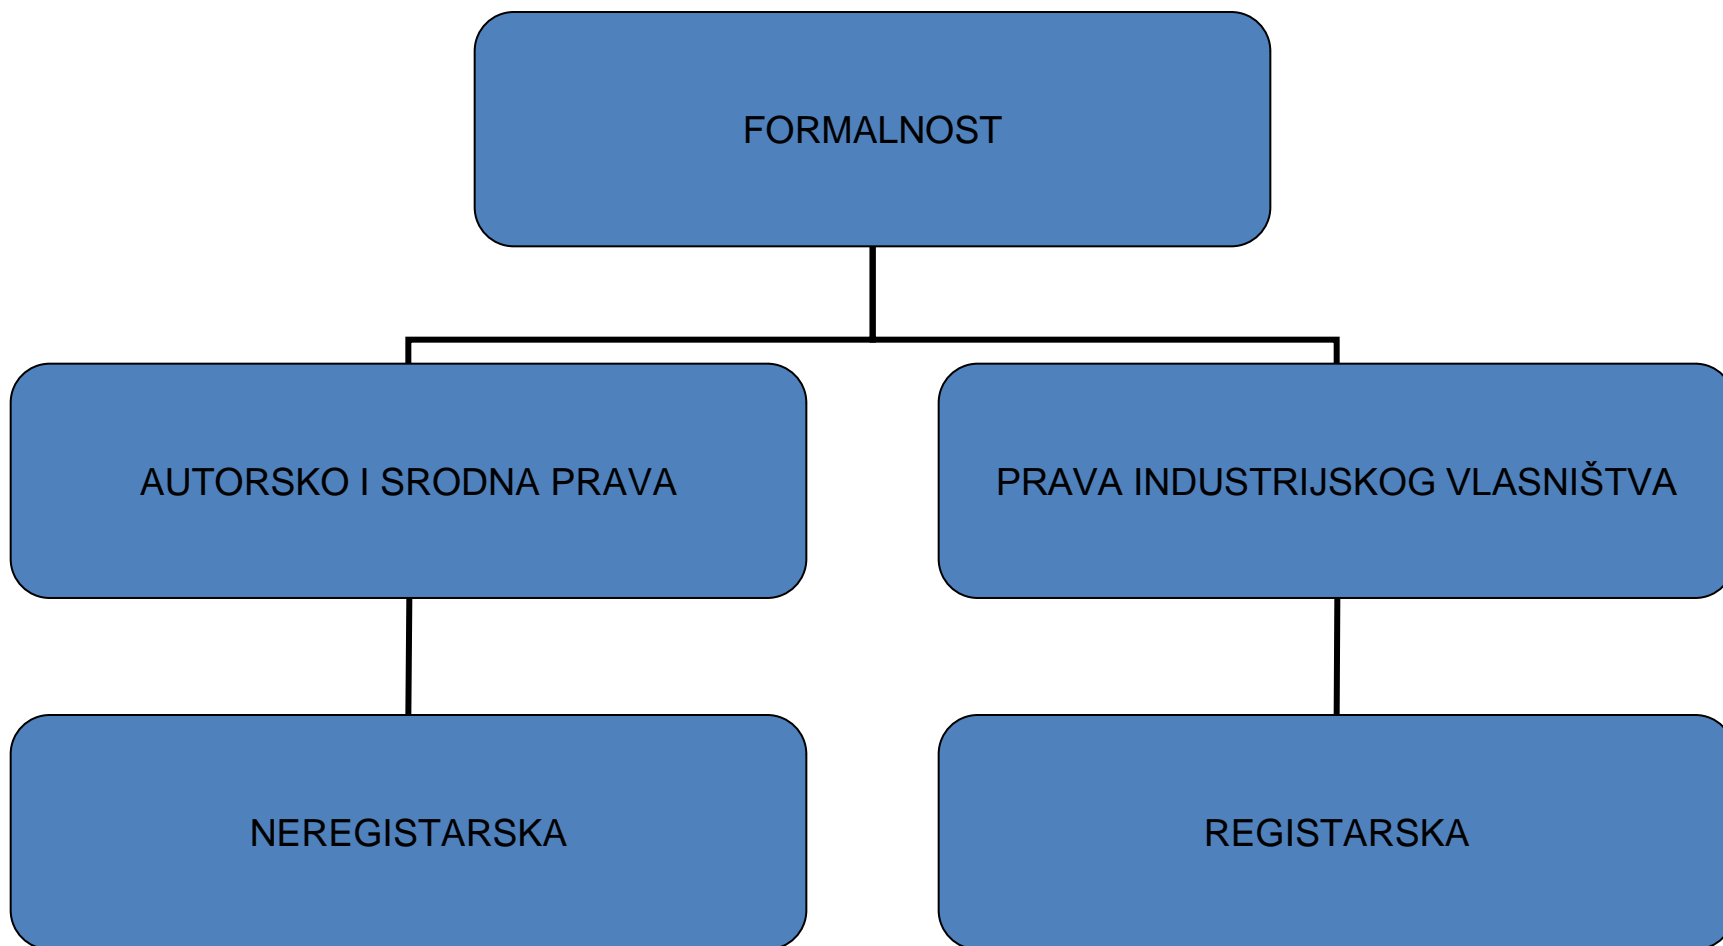 FORMALNOST
AUTORSKO I SRODNA PRAVA
PRAVA INDUSTRIJSKOG VLASNIŠTVA
NEREGISTARSKA
REGISTARSKA